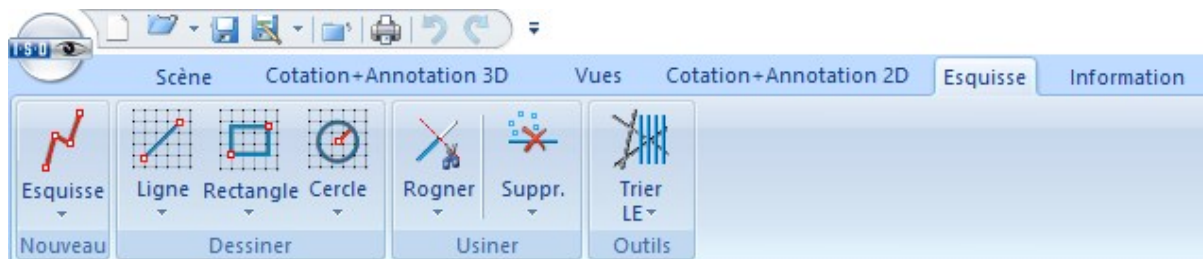 ISD
Scène Cotation+Annotation 3D Vues Cotation+Annotation 2D Esquisse Information
Esquisse Ligne Rectangle Cercle Rogner Suppr. Trier
LE
Nouveau Dessiner Usiner Outils